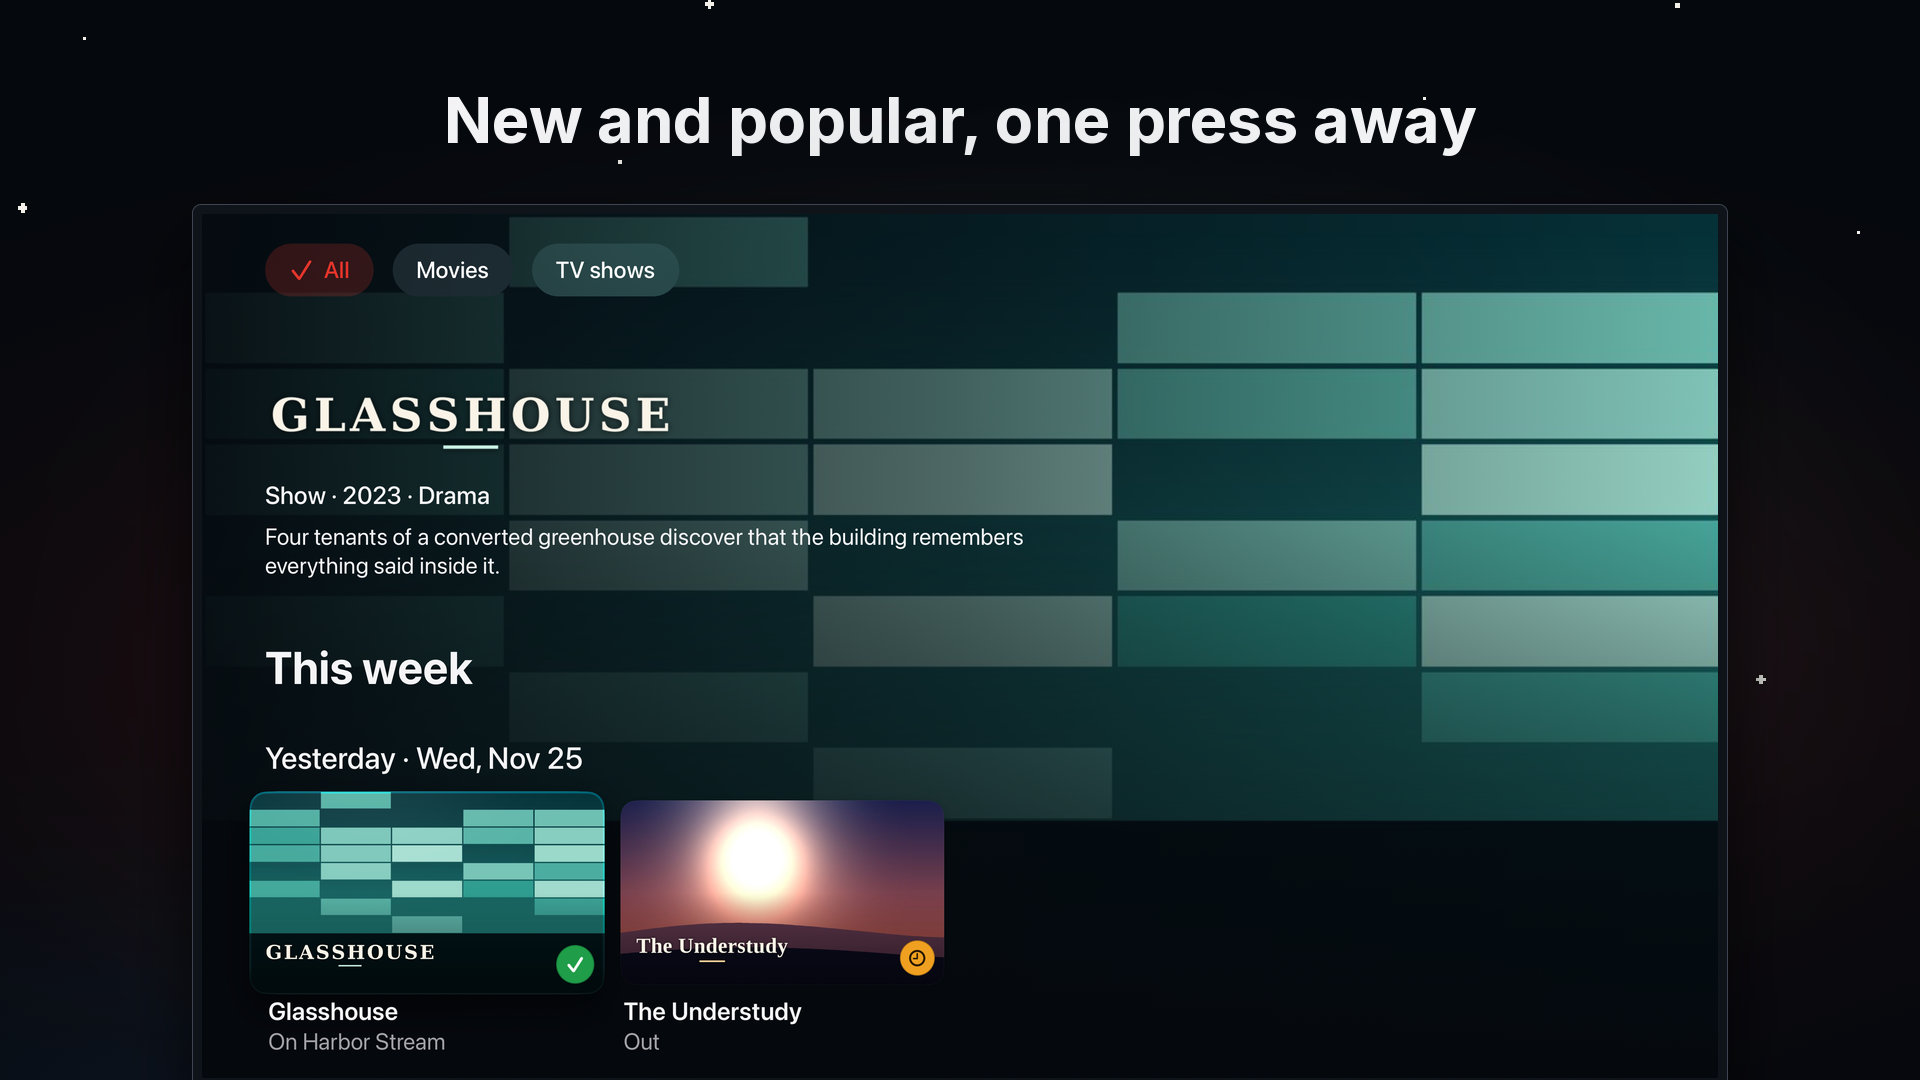 New and popular, one press away
All
Movies
TV shows
GLASSHOUSE
Show · 2023 · Drama
Four tenants of a converted greenhouse discover that the building remembers
everything said inside it.
This week
Yesterday · Wed, Nov 25
GLASSHOUSE
The Understudy
Glasshouse
On Harbor Stream
The Understudy
Out